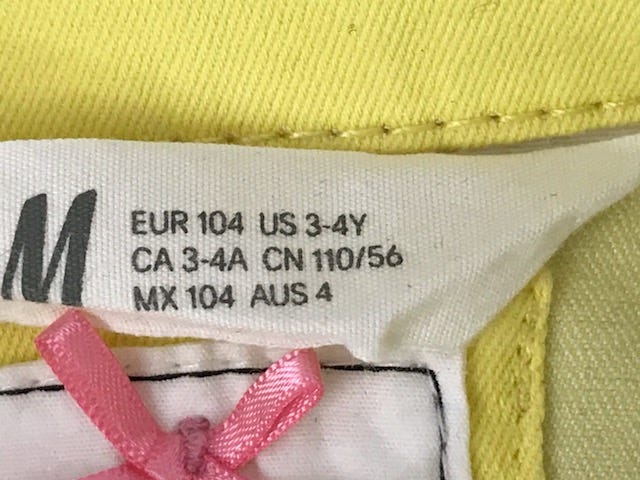 M
EUR 104 US 3-4Y
CA 3-4A CN 110/56
MX 104 AUS 4